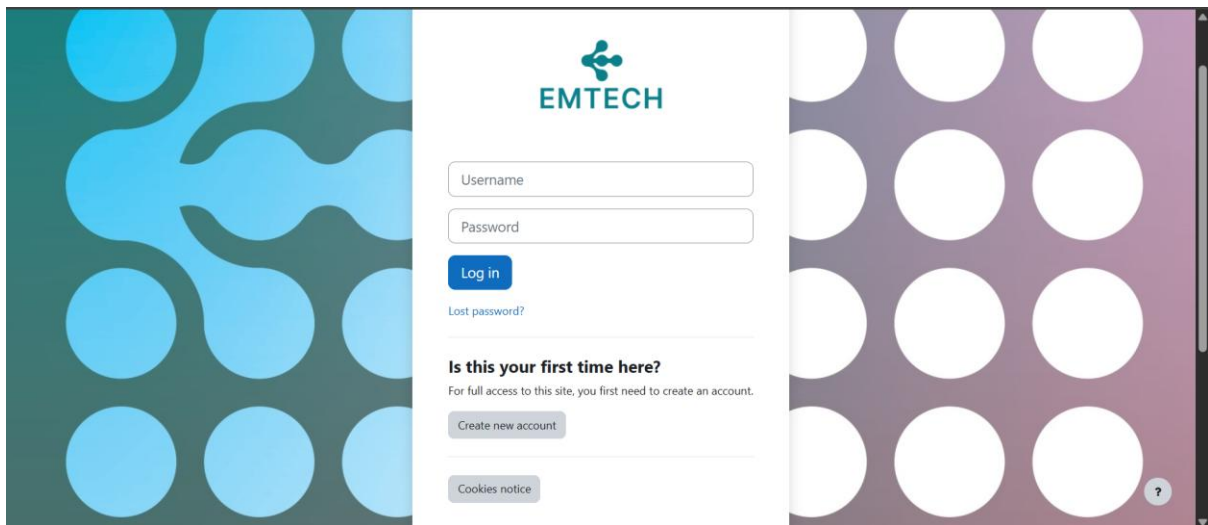 EMTECH
Username
Password
Log in
Lost password?
Is this your first time here?
For full access to this site, you first need to create an account.
Create new account
Cookies notice
?